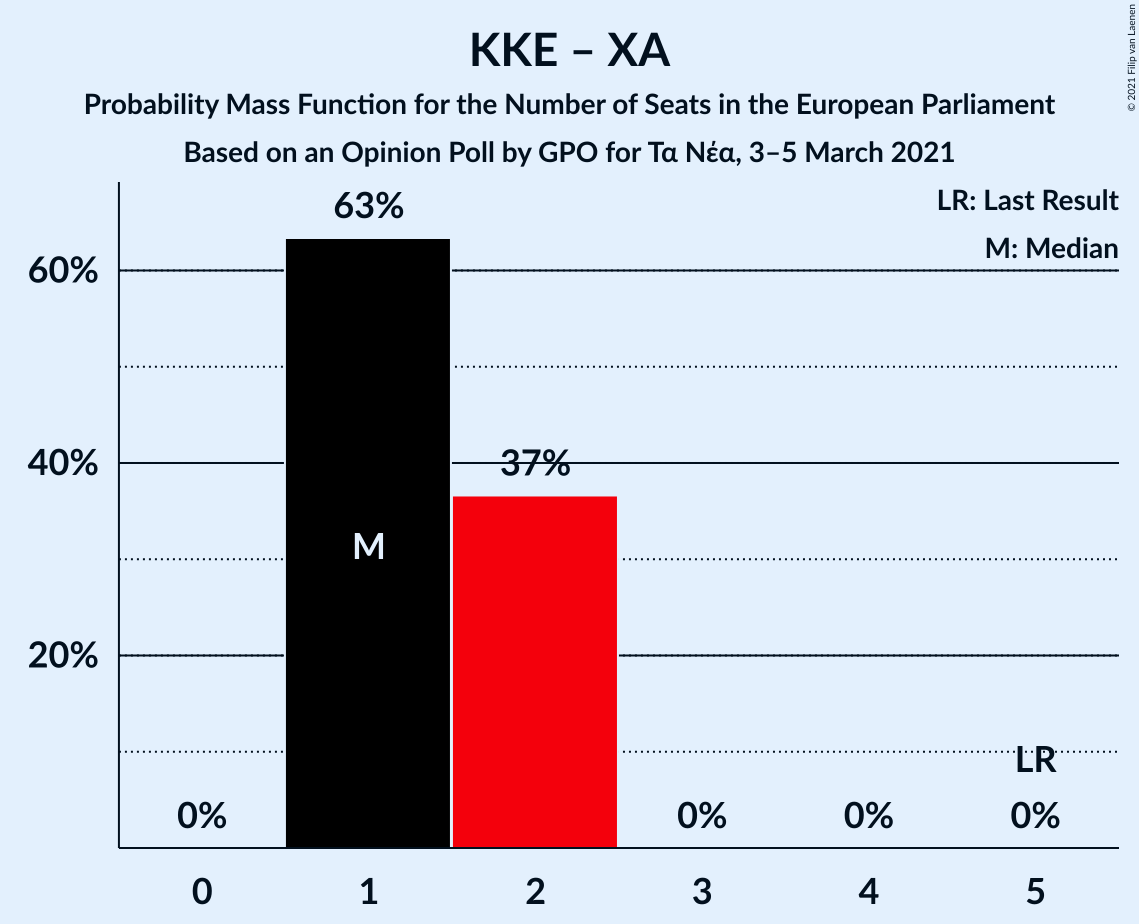 KKE – XA
Probability Mass Function for the Number of Seats in the European Parliament
Based on an Opinion Poll by GPO for Τα Νέα, 3–5 March 2021
© 2021 Filip van Laenen
LR: Last Result
M: Median
63%
60%
40%
37%
M
20%
LR
0%
0%
0%
0%
0 1 2 3 4 5